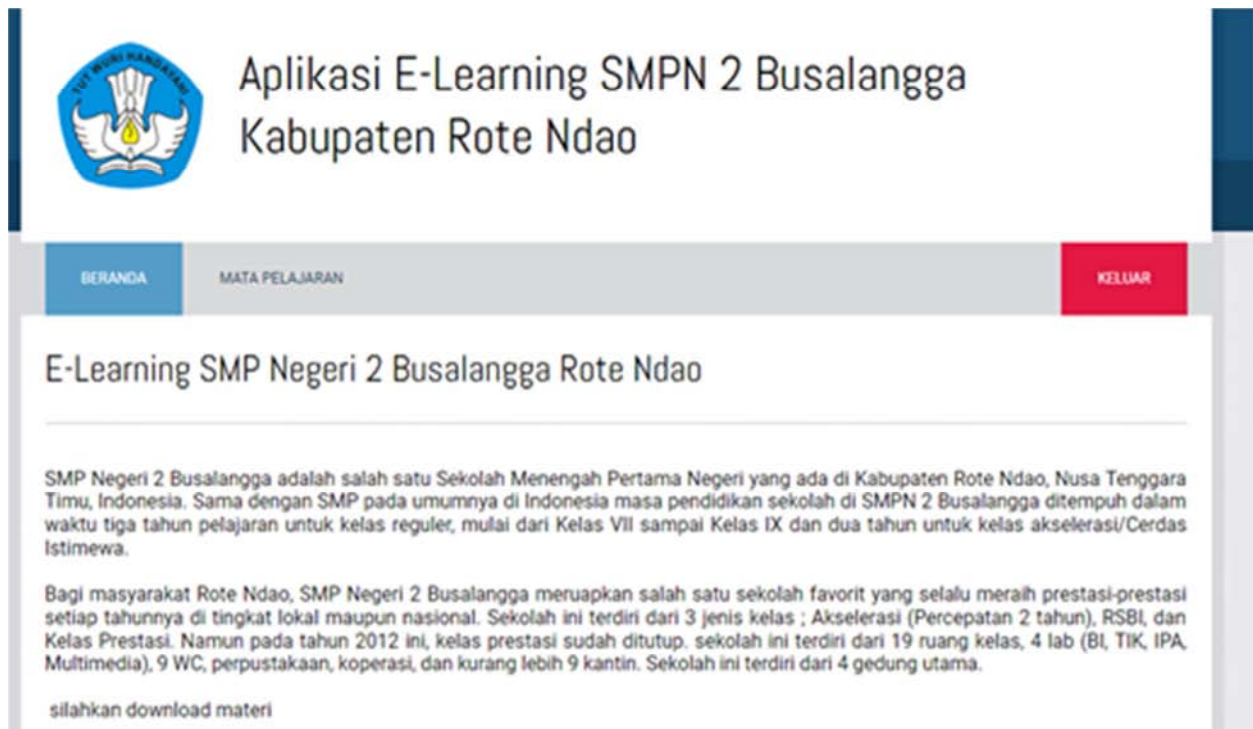 TUT WURI HANDAYANI
Aplikasi E-Learning SMPN 2 Busalangga
Kabupaten Rote Ndao
BERANDA
MATA PELAJARAN
KELUAR
E-Learning SMP Negeri 2 Busalangga Rote Ndao
SMP Negeri 2 Busalangga adalah salah satu Sekolah Menengah Pertama Negeri yang ada di Kabupaten Rote Ndao, Nusa Tenggara
Timu, Indonesia. Sama dengan SMP pada umumnya di Indonesia masa pendidikan sekolah di SMPN 2 Busalangga ditempuh dalam
waktu tiga tahun pelajaran untuk kelas reguler, mulai dari Kelas VII sampai Kelas IX dan dua tahun untuk kelas akselerasi/Cerdas
Istimewa.
Bagi masyarakat Rote Ndao, SMP Negeri 2 Busalangga meruapkan salah satu sekolah favorit yang selalu meraih prestasi-prestasi
setiap tahunnya di tingkat lokal maupun nasional. Sekolah ini terdiri dari 3 jenis kelas ; Akselerasi (Percepatan 2 tahun), RSBI, dan
Kelas Prestasi. Namun pada tahun 2012 ini, kelas prestasi sudah ditutup. sekolah ini terdiri dari 19 ruang kelas, 4 lab (BI, TIK, IPA,
Multimedia), 9 WC, perpustakaan, koperasi, dan kurang lebih 9 kantin. Sekolah ini terdiri dari 4 gedung utama.
silahkan download materi